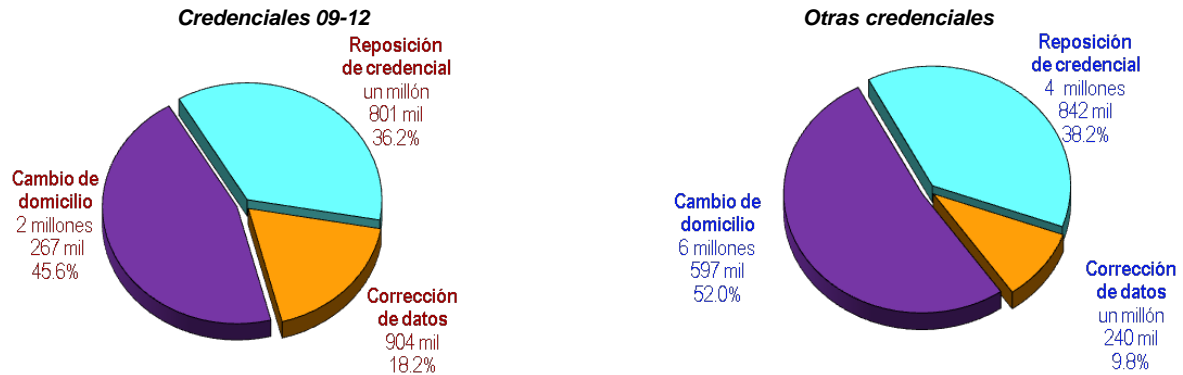 Credenciales 09-12
Reposición
de credencial
un millón
801 mil
36.2%
Cambio de
domicilio
2 millones
267 mil
45.6%
Corrección
de datos
904 mil
18.2%
Otras credenciales
Reposición
de credencial
4 millones
842 mil
38.2%
Cambio de
domicilio
6 millones
597 mil
52.0%
Corrección
de datos
un millón
240 mil
9.8%